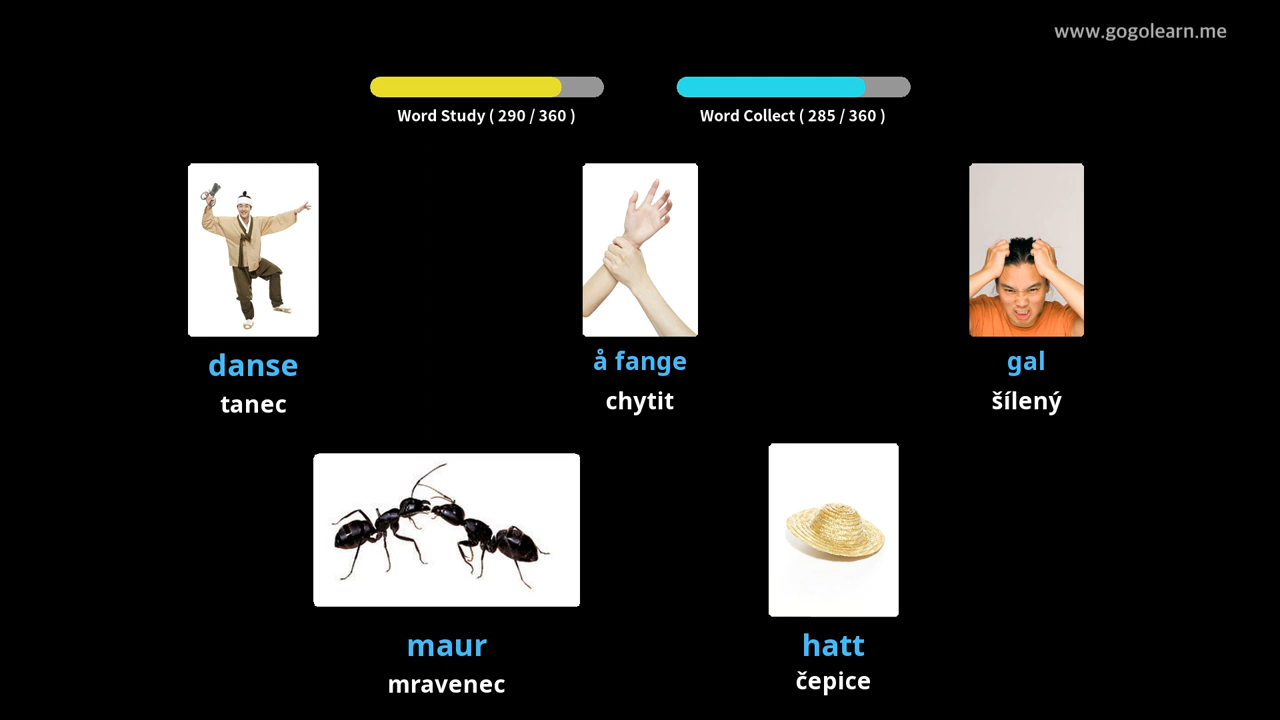 www.gogolearn.me
Word Study ( 290 / 360 )
Word Collect ( 285 / 360 )
danse
tanec
å fange
chytit
gal
šílený
maur
mravenec
hatt
čepice